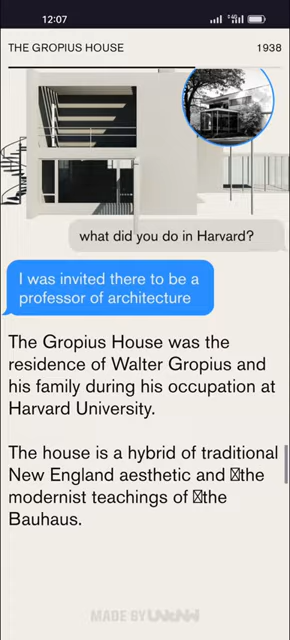 12:07
THE GROPIUS HOUSE 1938
what did you do in Harvard?
I was invited there to be a
professor of architecture
The Gropius House was the
residence of Walter Gropius and
his family during his occupation at
Harvard University.
The house is a hybrid of traditional
New England aesthetic and the
modernist teachings of the
Bauhaus.
MADE BY UNKNW